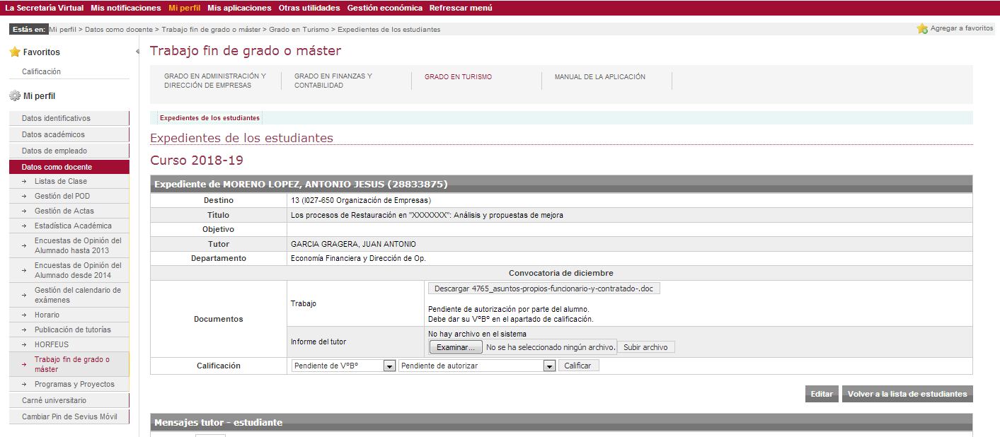 La Secretaría Virtual Mis notificaciones Mi perfil Mis aplicaciones Otras utilidades Gestión económica Refrescar menú
Estás en: Mi perfil > Datos como docente > Trabajo fin de grado o máster > Grado en Turismo > Expedientes de los estudiantes
Agregar a favoritos
Favoritos
Calificación
Mi perfil
Datos identificativos
Datos académicos
Datos de empleado
Datos como docente
Listas de Clase
Gestión del POD
Gestión de Actas
Estadística Académica
Encuestas de Opinión del
Alumnado hasta 2013
Encuestas de Opinión del
Alumnado desde 2014
Gestión del calendario de
exámenes
Horario
Publicación de tutorías
HORFEUS
Trabajo fin de grado o
máster
Programas y Proyectos
Carné universitario
Cambiar Pin de Sevius Móvil
Trabajo fin de grado o máster
GRADO EN ADMINISTRACIÓN Y
DIRECCIÓN DE EMPRESAS
GRADO EN FINANZAS Y
CONTABILIDAD
GRADO EN TURISMO
MANUAL DE LA APLICACIÓN
Expedientes de los estudiantes
Expedientes de los estudiantes
Curso 2018-19
Expediente de MORENO LOPEZ, ANTONIO JESUS (28833875)
Destino 13 (I027-650 Organización de Empresas)
Título Los procesos de Restauración en "XXXXXXX": Análisis y propuestas de mejora
Objetivo
Tutor GARCIA GRAGERA, JUAN ANTONIO
Departamento Economía Financiera y Dirección de Op.
Convocatoria de diciembre
Documentos
Trabajo
Descargar 4765_asuntos-propios-funcionario-y-contratado-.doc
Pendiente de autorización por parte del alumno.
Debe dar su VºBº en el apartado de calificación.
Informe del tutor
No hay archivo en el sistema
Examinar... No se ha seleccionado ningún archivo. Subir archivo
Calificación Pendiente de VºBº Pendiente de autorizar Calificar
Editar Volver a la lista de estudiantes
Mensajes tutor - estudiante